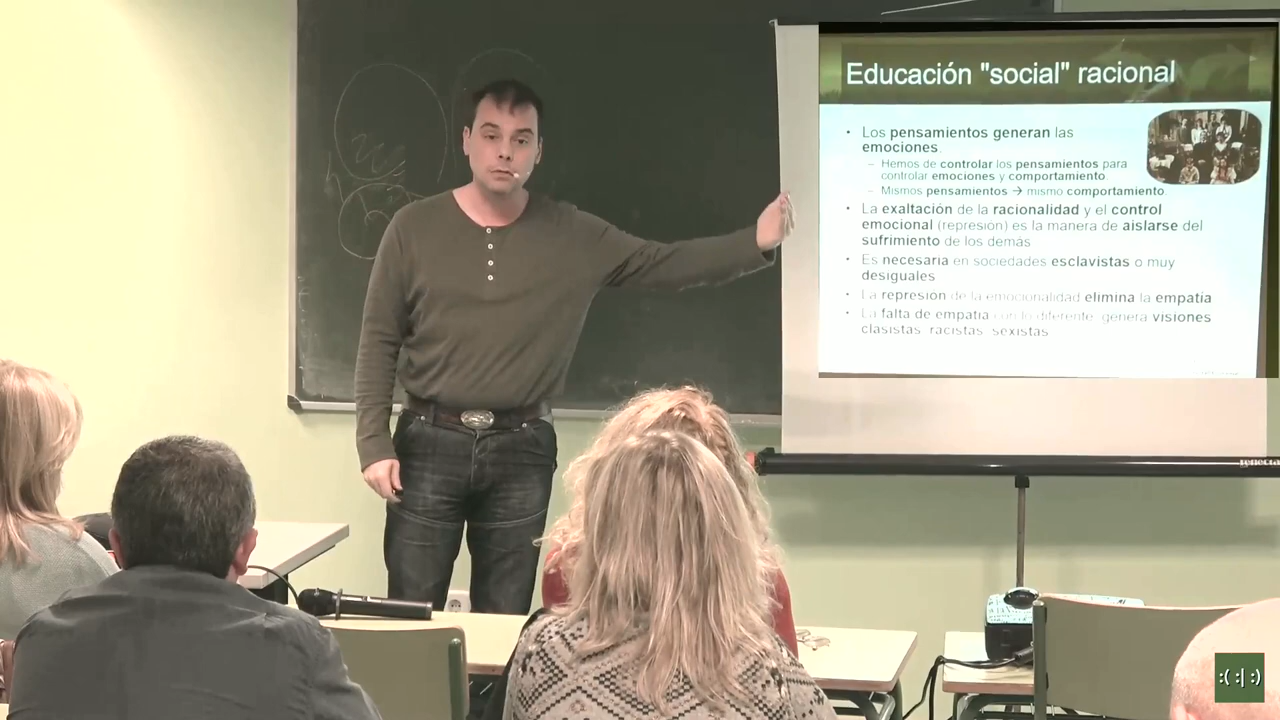 Educación "social" racional
• Los pensamientos generan las
emociones.
– Hemos de controlar los pensamientos para
controlar emociones y comportamiento.
– Mismos pensamientos → mismo comportamiento.
• La exaltación de la racionalidad y el control
emocional (represión) es la manera de aislarse del
sufrimiento de los demás
• Es necesaria en sociedades esclavistas o muy
desiguales
• La represión de la emocionalidad elimina la empatía
• La falta de empatía con lo diferente, genera visiones
clasistas, racistas, sexistas
:( :| :)